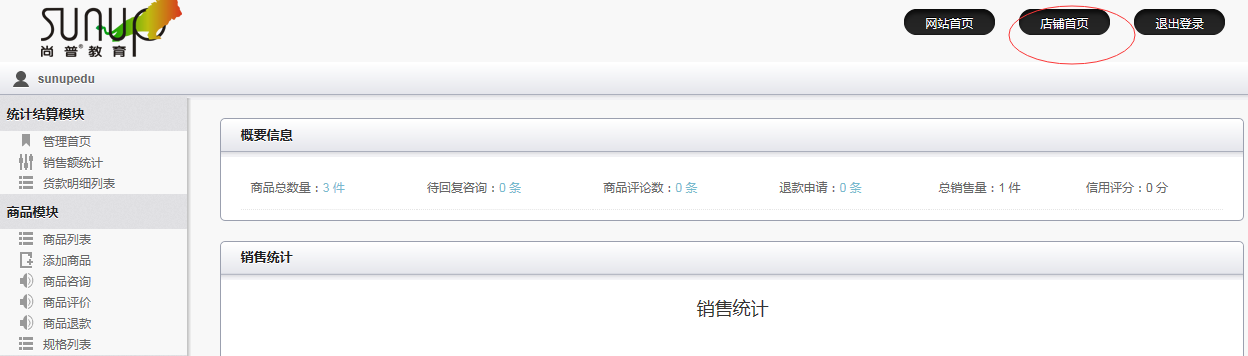 sunup
尚普®教育
网站首页 店铺首页 退出登录
sunupedu
统计结算模块
管理首页
销售额统计
货款明细列表
商品模块
商品列表
添加商品
商品咨询
商品评价
商品退款
规格列表
概要信息
商品总数量：3 件 待回复咨询：0 条 商品评论数：0 条 退款申请：0 条 总销售量：1 件 信用评分：0 分
销售统计
销售统计